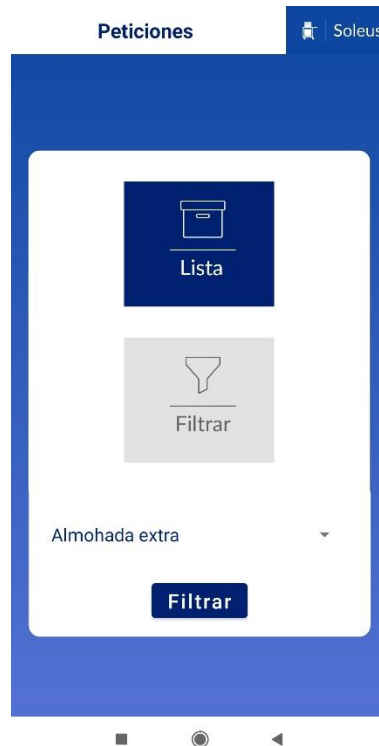 Peticiones
Soleus
Lista
Filtrar
Almohada extra
Filtrar